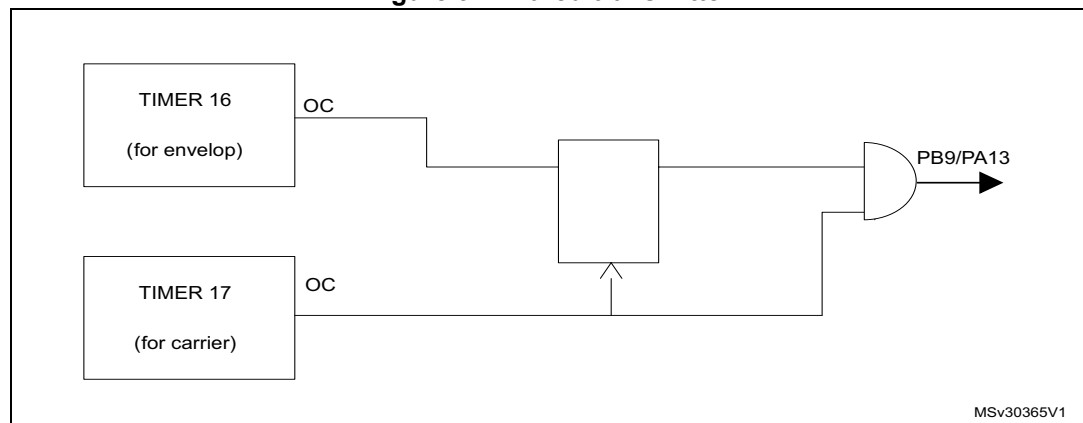 TIMER 16
(for envelop)
OC
PB9/PA13
TIMER 17
(for carrier)
OC
MSv30365V1